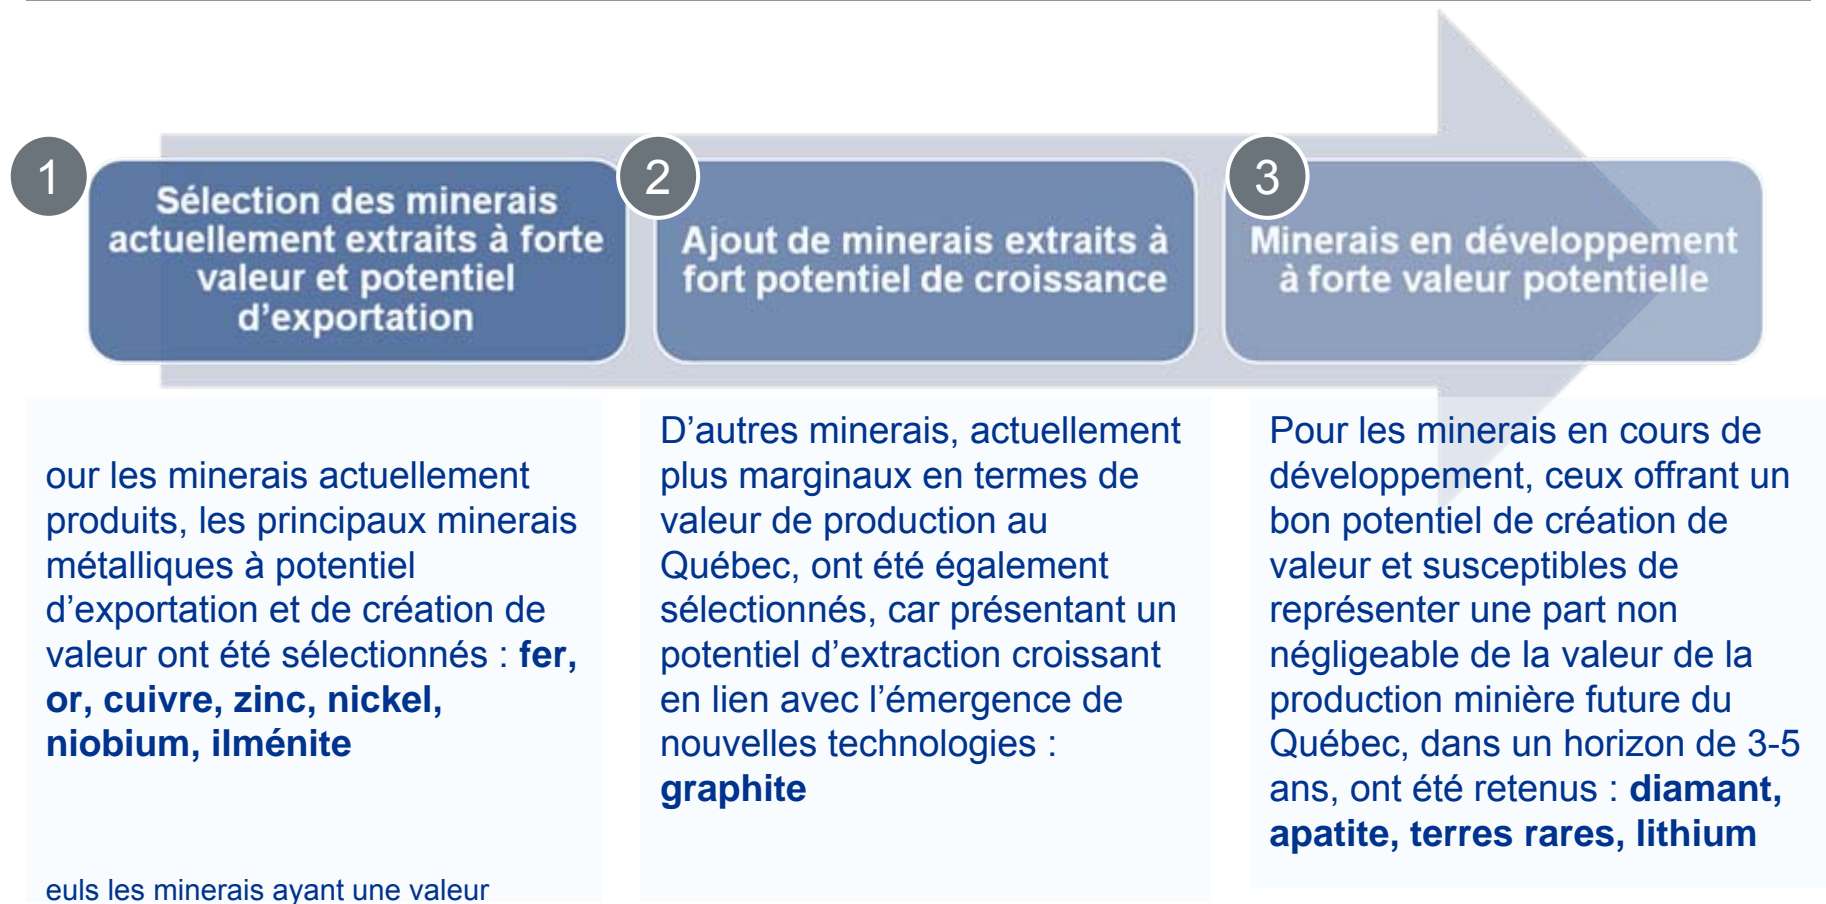 1
Sélection des minerais
actuellement extraits à forte
valeur et potentiel
d’exportation
our les minerais actuellement
produits, les principaux minerais
métalliques à potentiel
d’exportation et de création de
valeur ont été sélectionnés : fer,
or, cuivre, zinc, nickel,
niobium, ilménite
euls les minerais ayant une valeur
2
Ajout de minerais extraits à
fort potentiel de croissance
D’autres minerais, actuellement
plus marginaux en termes de
valeur de production au
Québec, ont été également
sélectionnés, car présentant un
potentiel d’extraction croissant
en lien avec l’émergence de
nouvelles technologies :
graphite
3
Minerais en développement
à forte valeur potentielle
Pour les minerais en cours de
développement, ceux offrant un
bon potentiel de création de
valeur et susceptibles de
représenter une part non
négligeable de la valeur de la
production minière future du
Québec, dans un horizon de 3-5
ans, ont été retenus : diamant,
apatite, terres rares, lithium